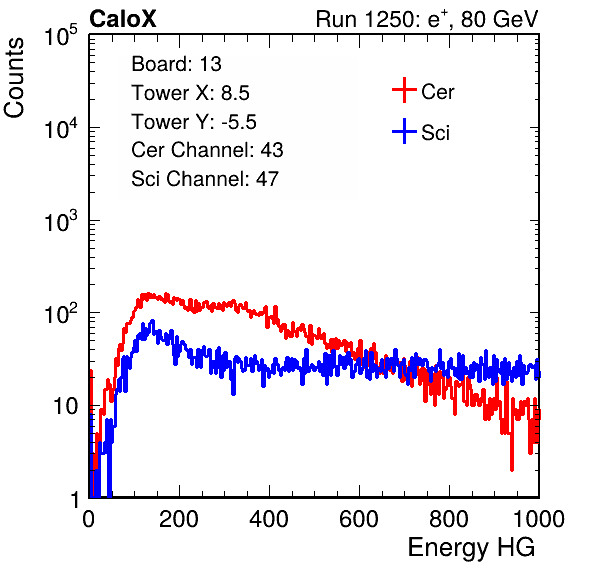 CaloX
Run 1250: e⁺, 80 GeV
Counts
10⁵
10⁴
10³
10²
10
1
Board: 13
Tower X: 8.5
Tower Y: -5.5
Cer Channel: 43
Sci Channel: 47
Cer
Sci
0
200
400
600
800
1000
Energy HG